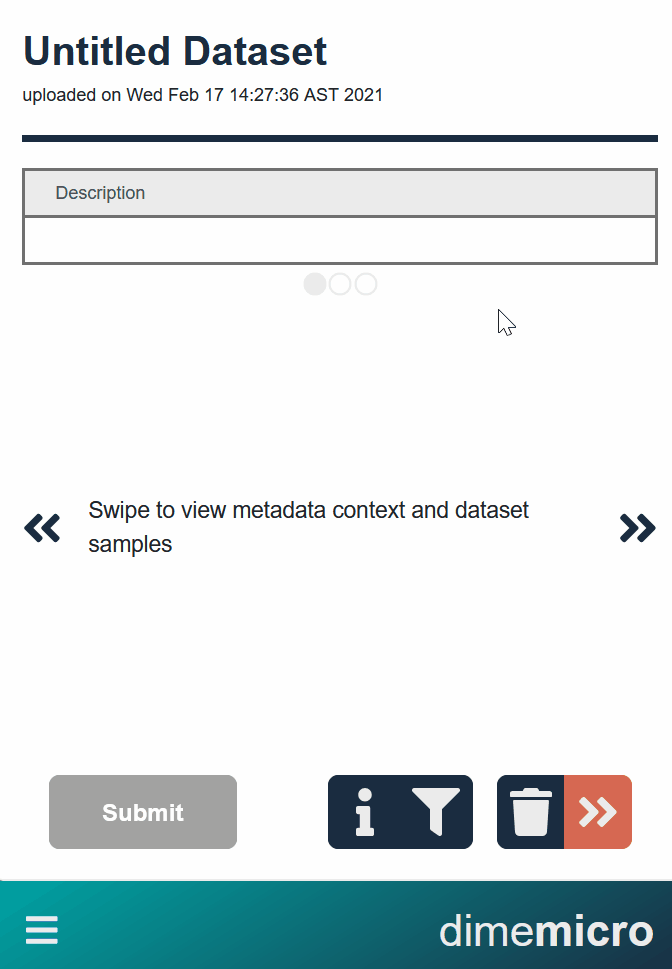 Untitled Dataset
uploaded on Wed Feb 17 14:27:36 AST 2021
Description
Swipe to view metadata context and dataset
samples
Submit
dimemicro